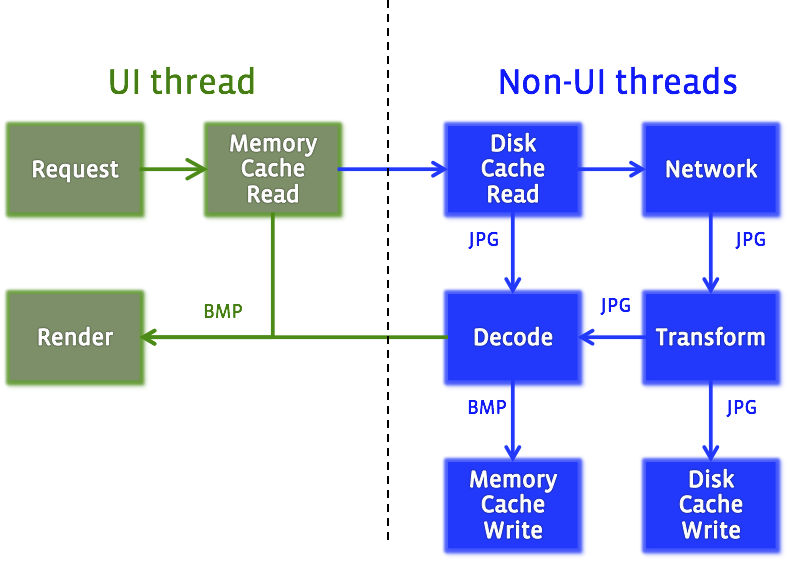 UI thread
Non-UI threads
Request
Memory
Cache
Read
Disk
Cache
Read
Network
JPG
JPG
BMP
JPG
Render
Decode
Transform
BMP
JPG
Memory
Cache
Write
Disk
Cache
Write